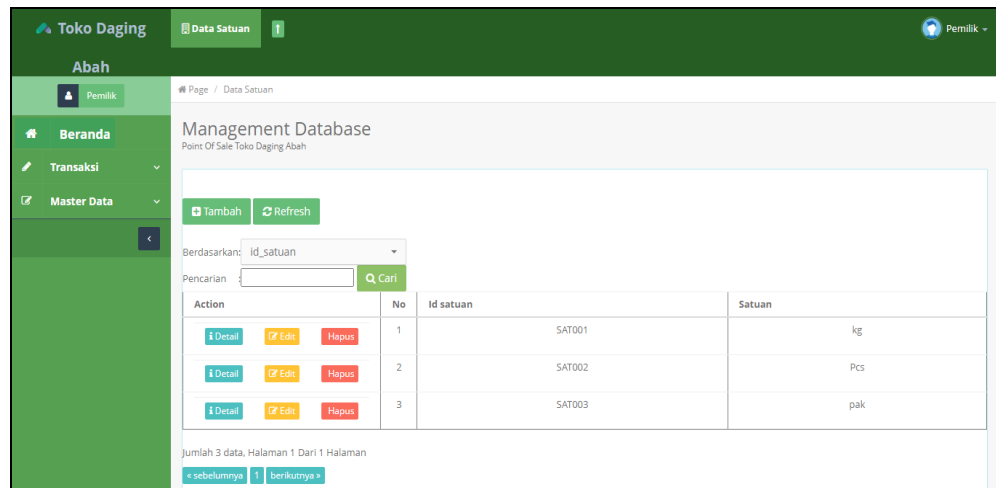 Toko Daging
Abah
Data Satuan
Pemilik
Pemilik
Beranda
Transaksi
Master Data
Page / Data Satuan
Management Database
Point Of Sale Toko Daging Abah
Tambah Refresh
Berdasarkan: id_satuan
Pencarian : Cari
Action No Id satuan Satuan
Detail Edit Hapus 1 SAT001 kg
Detail Edit Hapus 2 SAT002 Pcs
Detail Edit Hapus 3 SAT003 pak
Jumlah 3 data, Halaman 1 Dari 1 Halaman
« sebelumnya 1 berikutnya »